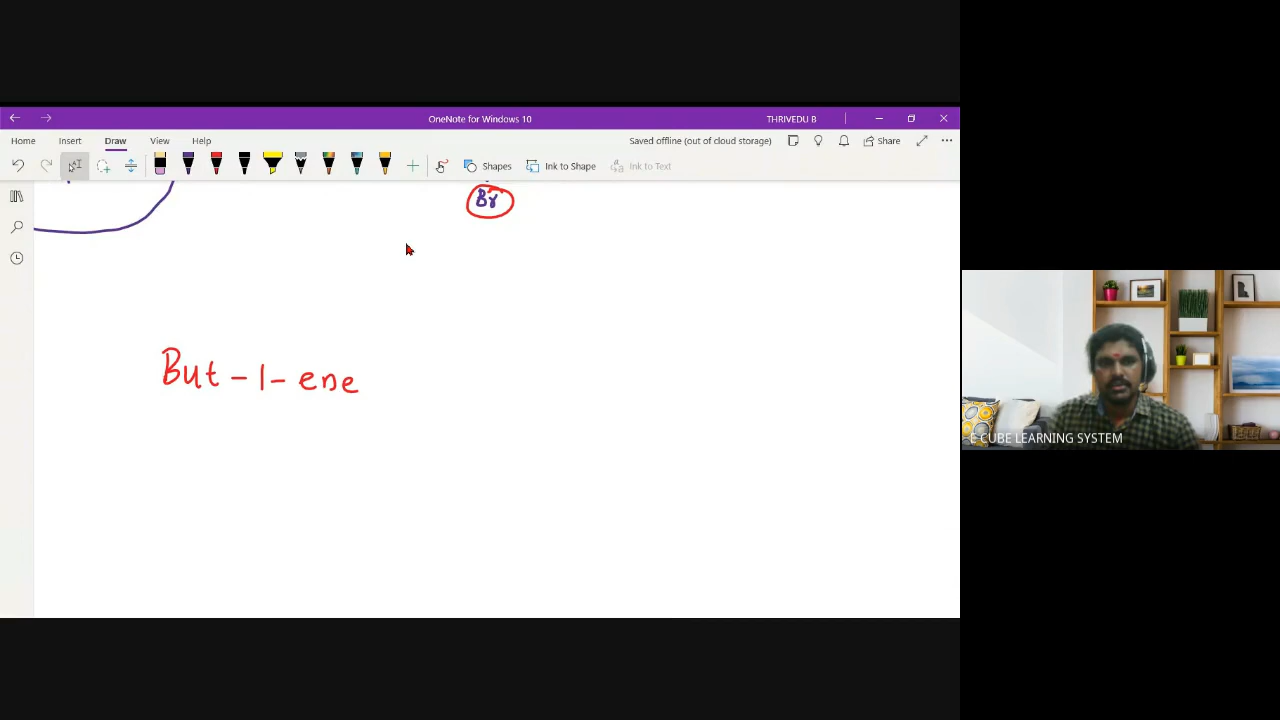 OneNote for Windows 10
THRIVEDU B
Home Insert Draw View Help
Saved offline (out of cloud storage)
Share
Shapes
Ink to Shape
Ink to Text
Br
But - 1 - ene
E CUBE LEARNING SYSTEM